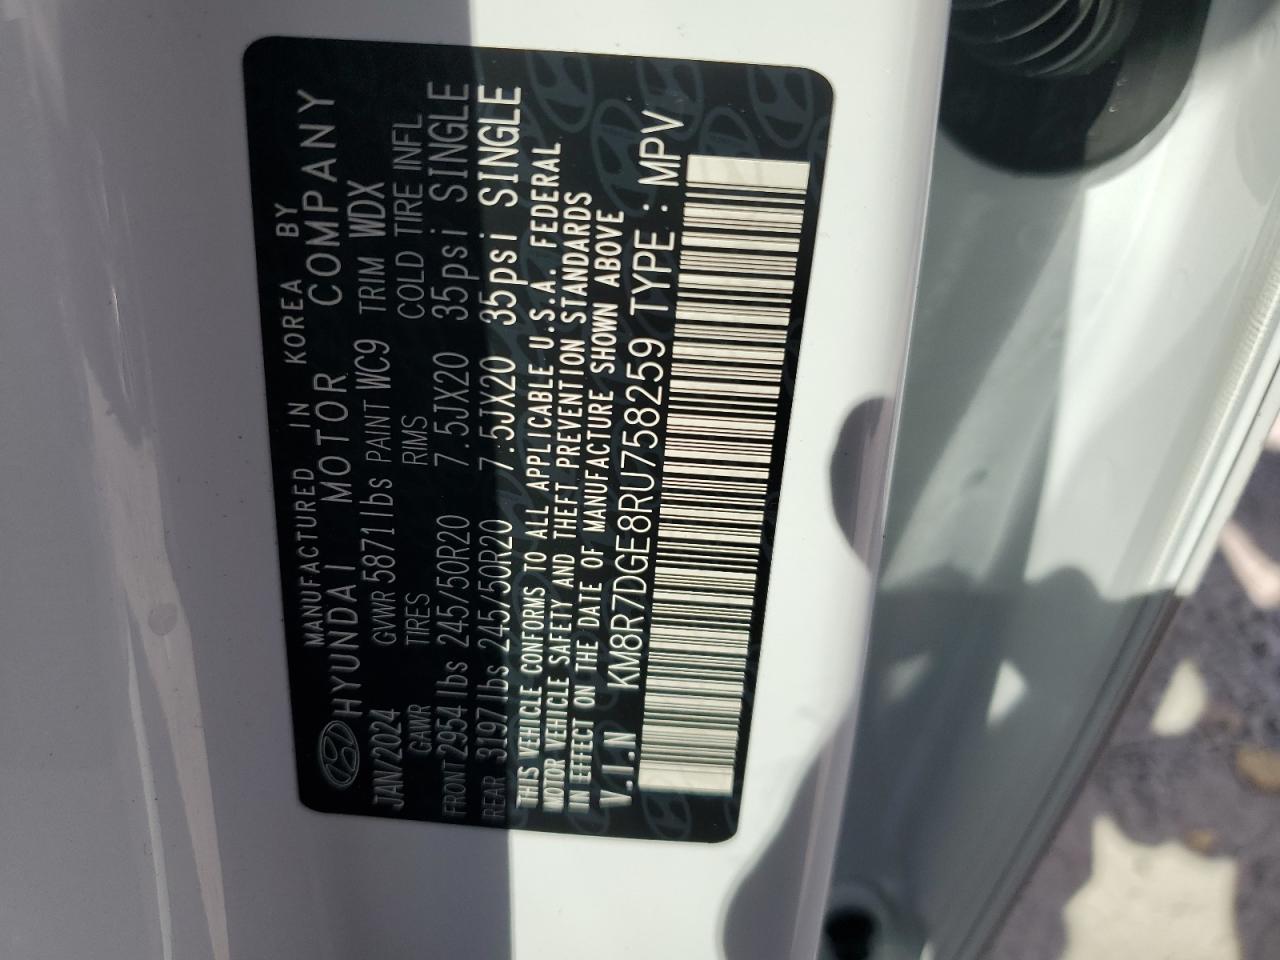 MANUFACTURED IN KOREA BY
HYUNDAI MOTOR COMPANY
JAN/2024 GVWR 5871lbs PAINT WC9 TRIM WDX
GAWR TIRES RIMS COLD TIRE INFL
FRONT 2954lbs 245/50R20 7.5JX20 35psi SINGLE
REAR 3197lbs 245/50R20 7.5JX20 35psi SINGLE
THIS VEHICLE CONFORMS TO ALL APPLICABLE U.S.A. FEDERAL
MOTOR VEHICLE SAFETY AND THEFT PREVENTION STANDARDS
IN EFFECT ON THE DATE OF MANUFACTURE SHOWN ABOVE
V.I.N KM8R7DGE8RU758259 TYPE : MPV